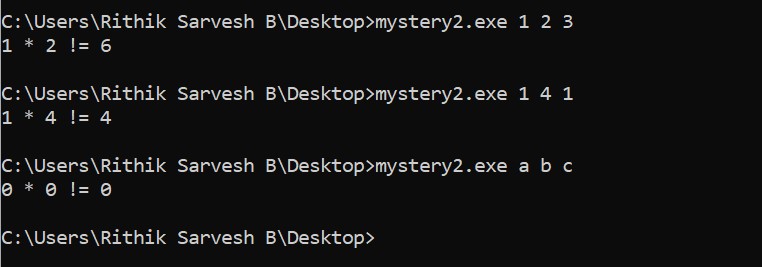 C:\Users\Rithik Sarvesh B\Desktop>mystery2.exe 1 2 3
1 * 2 != 6
C:\Users\Rithik Sarvesh B\Desktop>mystery2.exe 1 4 1
1 * 4 != 4
C:\Users\Rithik Sarvesh B\Desktop>mystery2.exe a b c
0 * 0 != 0
C:\Users\Rithik Sarvesh B\Desktop>